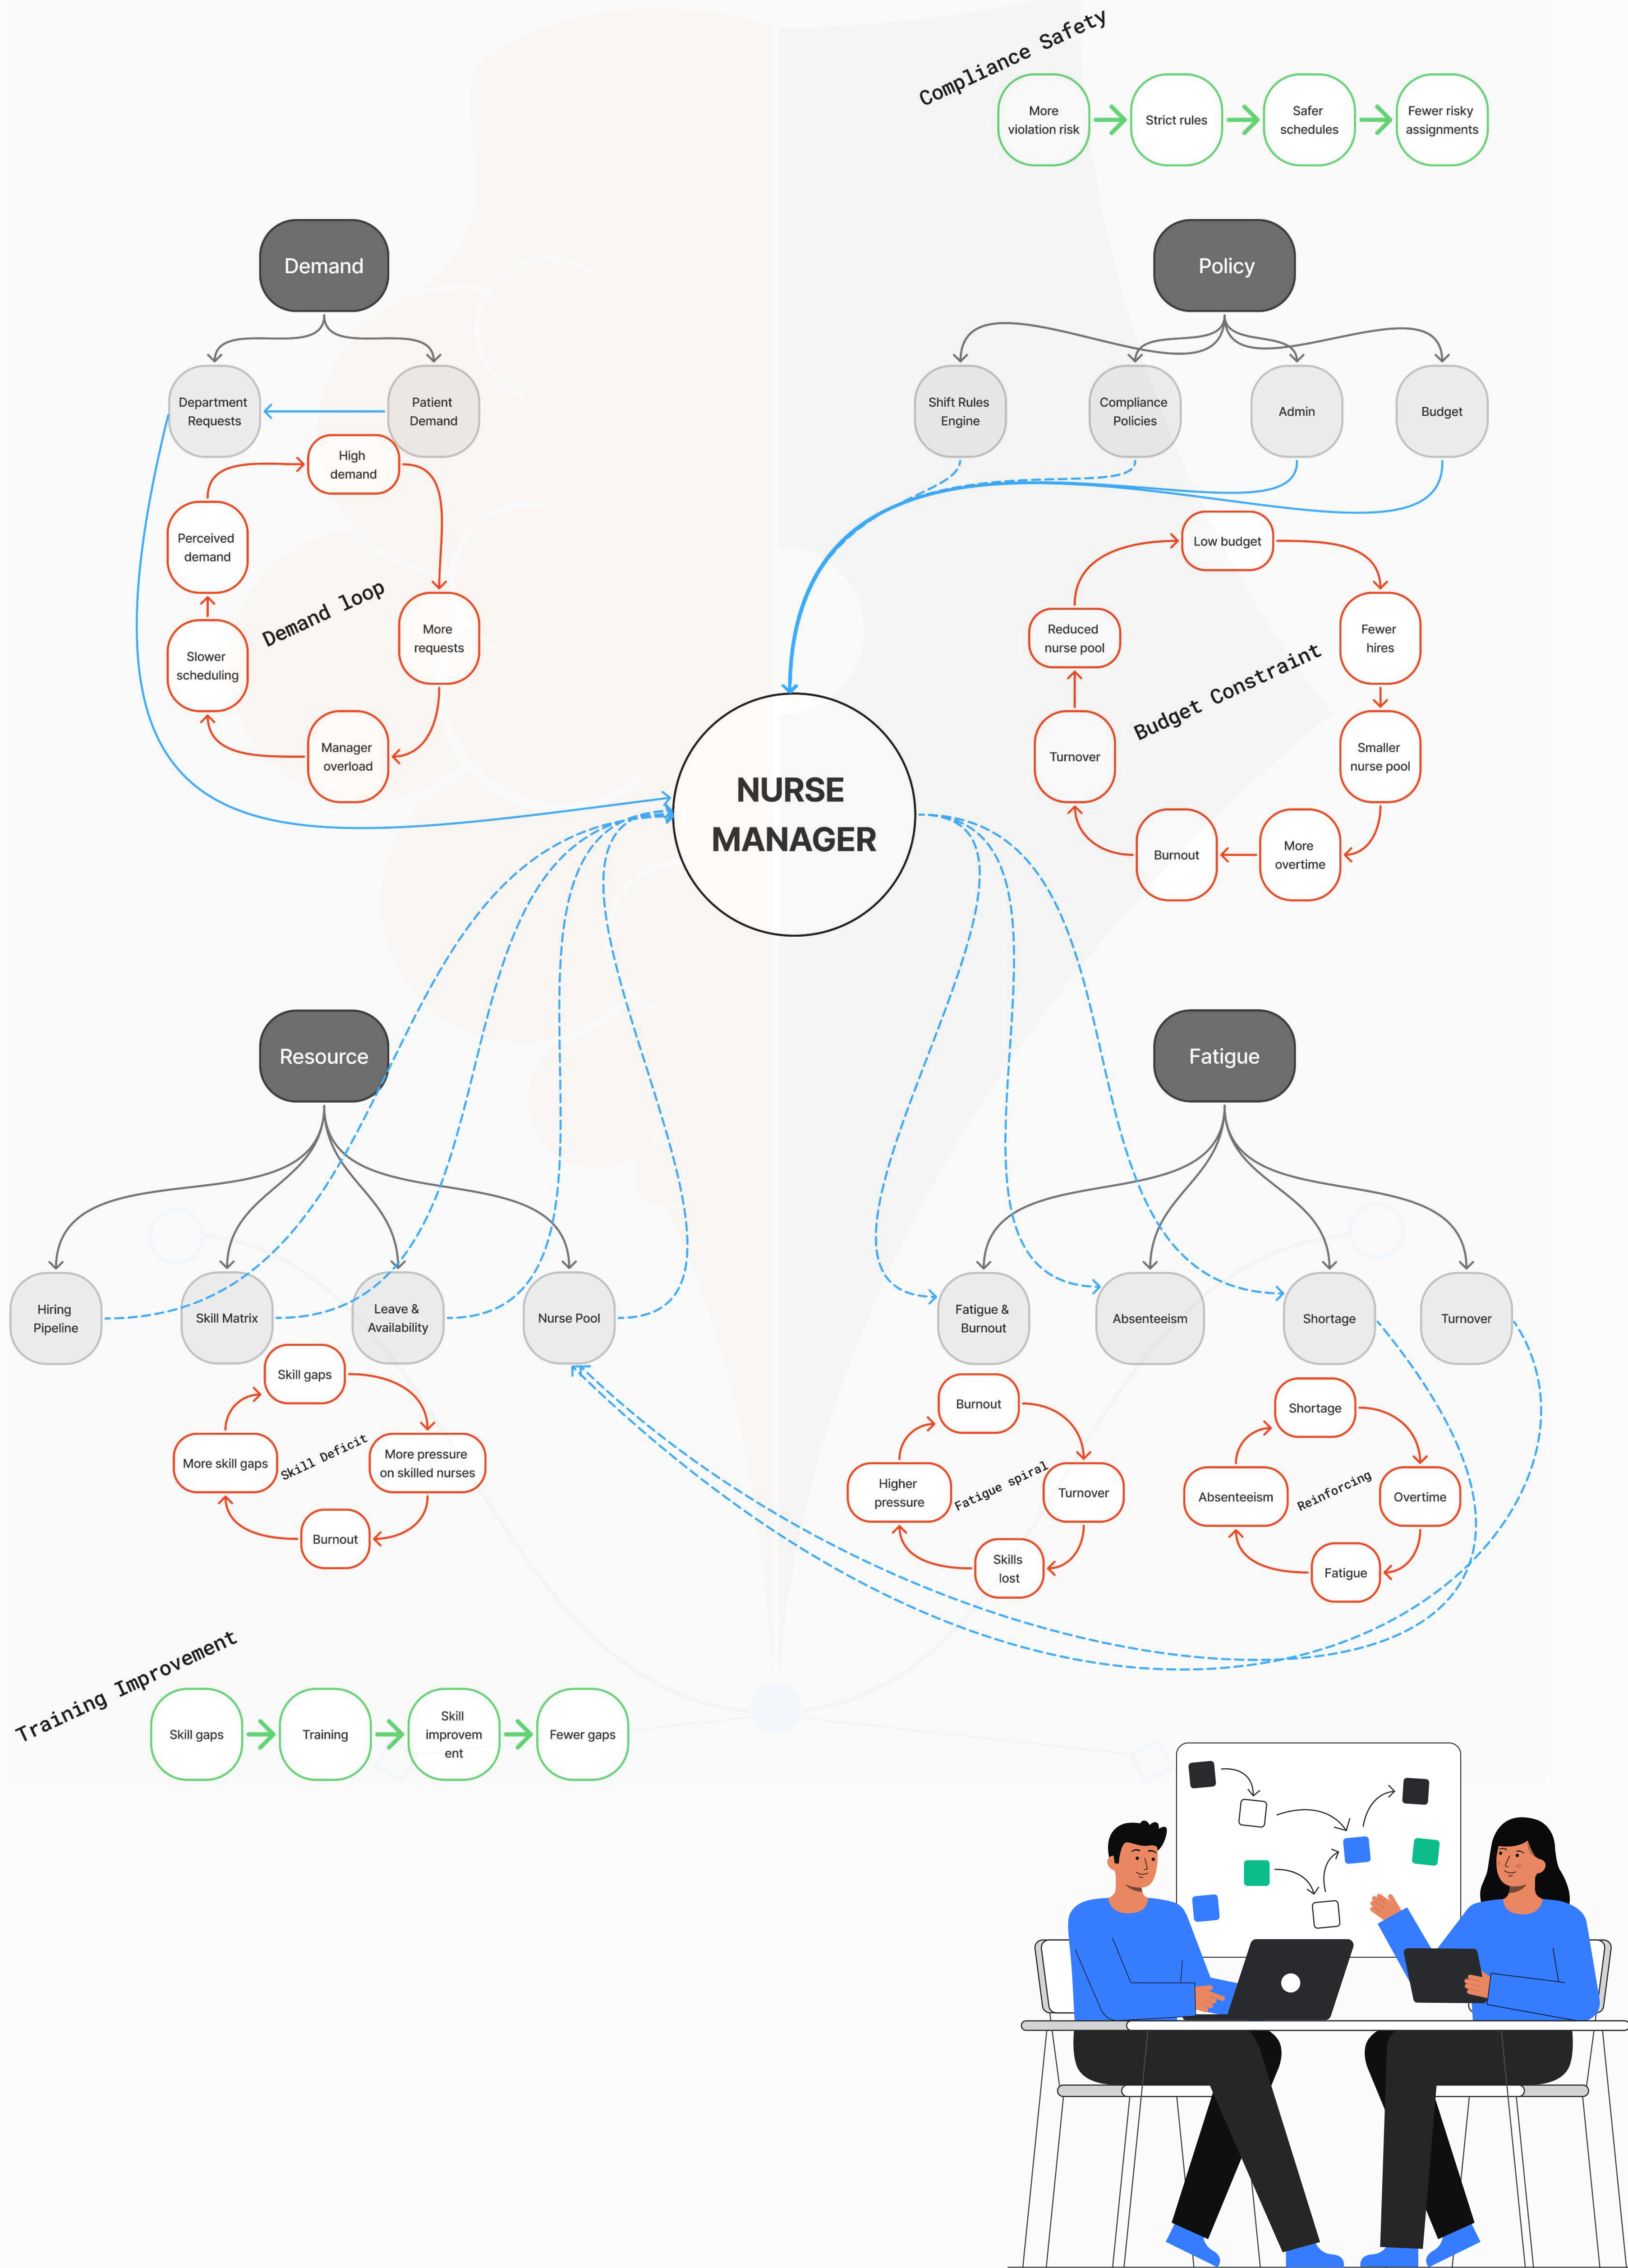 Compliance Safety
More
violation risk
Strict rules
Safer
schedules
Fewer risky
assignments
Demand
Policy
Department
Requests
Patient
Demand
Shift Rules
Engine
Compliance
Policies
Admin
Budget
High
demand
Perceived
demand
Demand loop
More
requests
Slower
scheduling
Manager
overload
Low budget
Reduced
nurse pool
Fewer
hires
Budget Constraint
Turnover
Smaller
nurse pool
Burnout
More
overtime
NURSE
MANAGER
Resource
Fatigue
Hiring
Pipeline
Skill Matrix
Leave &
Availability
Nurse Pool
Fatigue &
Burnout
Absenteeism
Shortage
Turnover
Skill gaps
More skill gaps
Skill Deficit
More pressure
on skilled nurses
Burnout
Burnout
Higher
pressure
Fatigue spiral
Turnover
Skills
lost
Shortage
Absenteeism
Reinforcing
Overtime
Fatigue
Training Improvement
Skill gaps
Training
Skill
improvem
ent
Fewer gaps